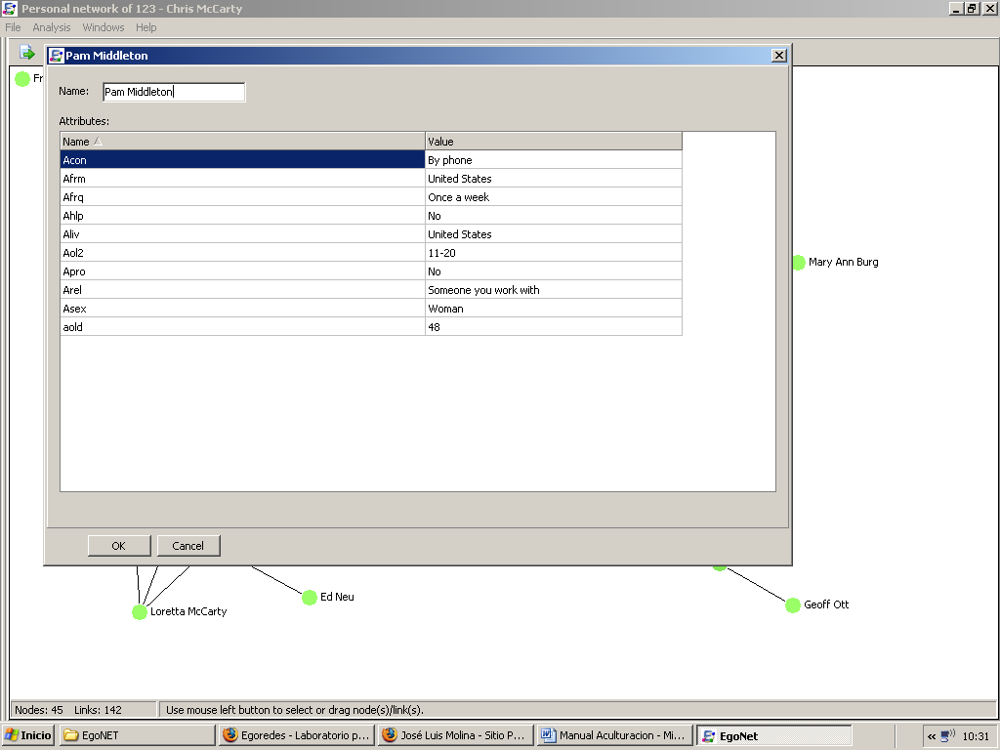 Personal network of 123 - Chris McCarty
File Analysis Windows Help
Pam Middleton
Fr
Name: Pam Middleton
Attributes:
Name Value
Acon By phone
Afrm United States
Afrq Once a week
Ahlp No
Aliv United States
Aol2 11-20
Apro No
Arel Someone you work with
Asex Woman
aold 48
Mary Ann Burg
OK Cancel
Ed Neu
Geoff Ott
Loretta McCarty
Nodes: 45 Links: 142 Use mouse left button to select or drag node(s)/link(s).
Inicio EgoNET Egoredes - Laboratorio p... José Luis Molina - Sitio P... Manual Aculturacion - Mi... EgoNet « 10:31